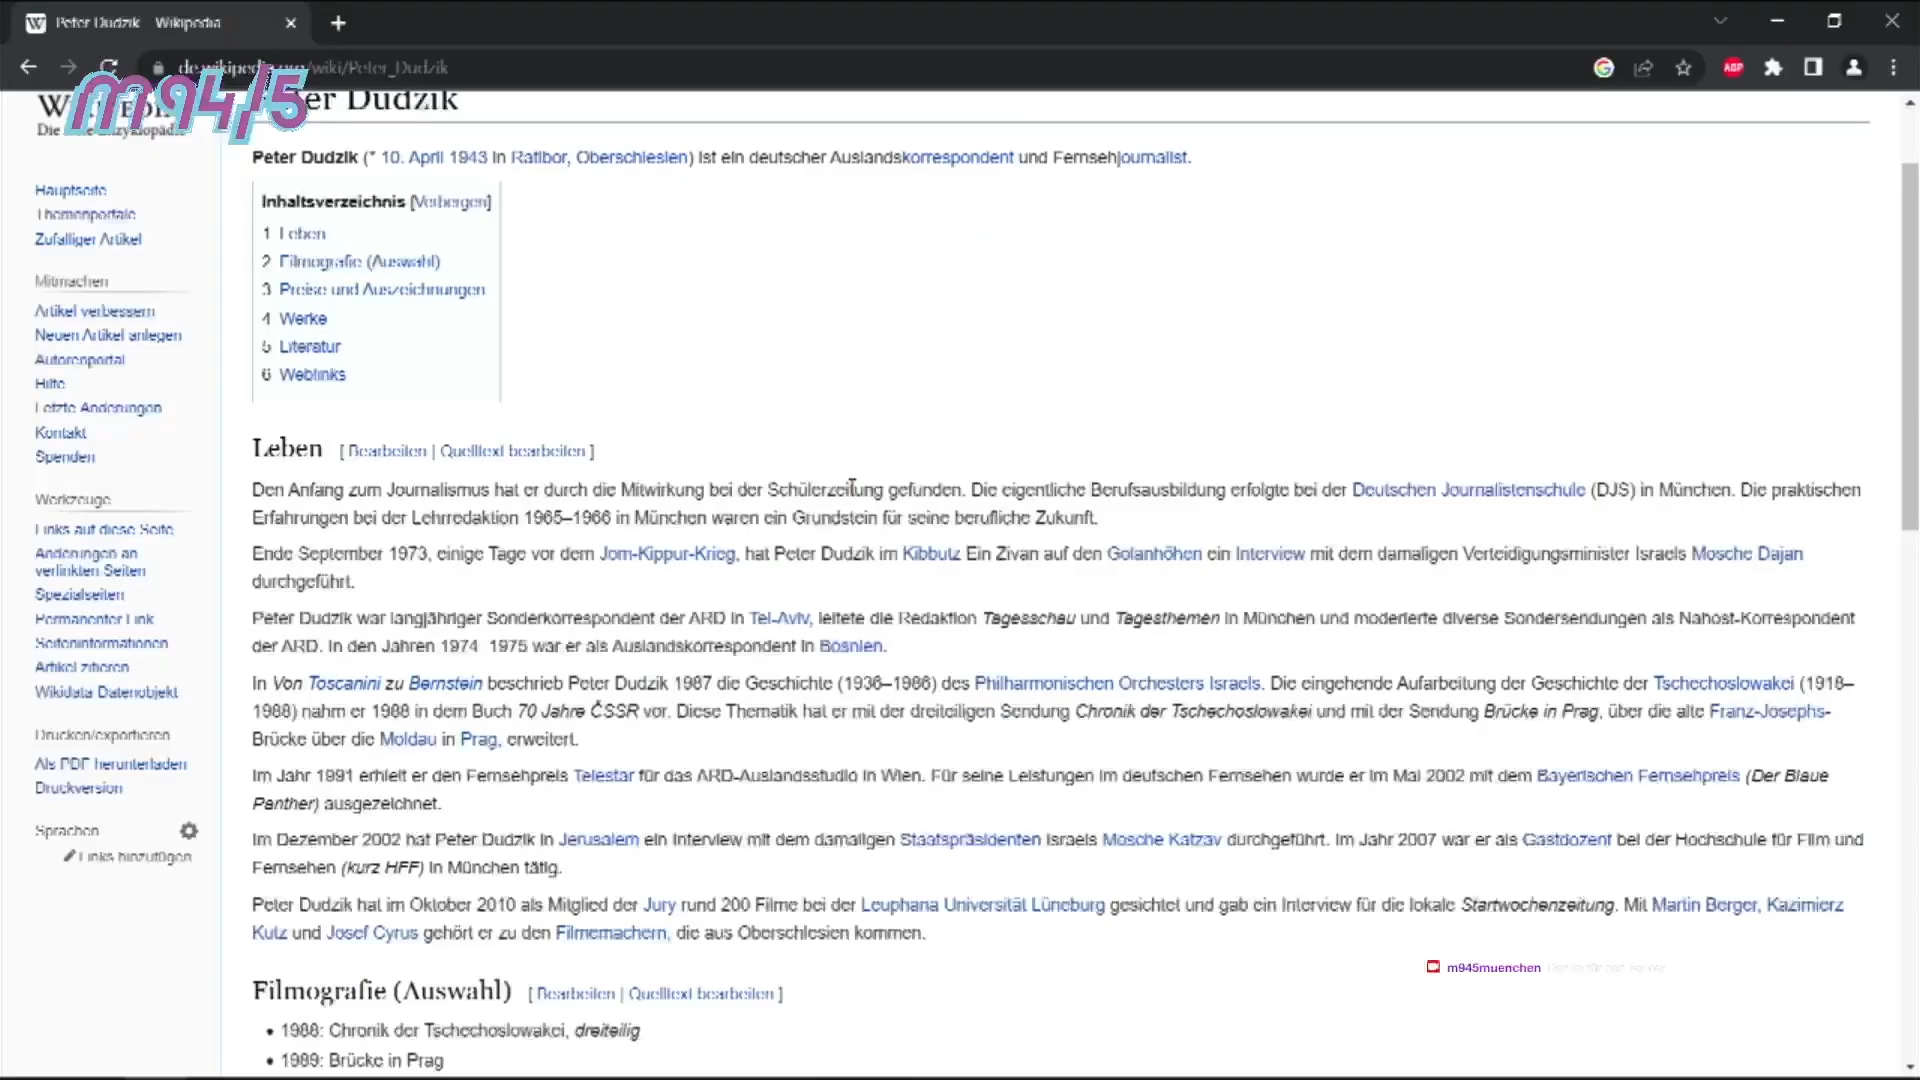 Peter Dudzik Wikipedia
de.wikipedia.org/wiki/Peter_Dudzik
ABP
m94/5
er Dudzik
Peter Dudzik (* 10. April 1943 in Ratibor, Oberschlesien) ist ein deutscher Auslandskorrespondent und Fernsehjournalist.
Hauptseite
Themenportale
Zufälliger Artikel
Mitmachen
Artikel verbessern
Neuen Artikel anlegen
Autorenportal
Hilfe
Letzte Änderungen
Kontakt
Spenden
Werkzeuge
Links auf diese Seite
Änderungen an
verlinkten Seiten
Spezialseiten
Permanenter Link
Seiteninformationen
Artikel zitieren
Wikidata Datenobjekt
Drucken/exportieren
Als PDF herunterladen
Druckversion
Sprachen
Links hinzufügen
Inhaltsverzeichnis [Verbergen]
1 Leben
2 Filmografie (Auswahl)
3 Preise und Auszeichnungen
4 Werke
5 Literatur
6 Weblinks
Leben [ Bearbeiten | Quelltext bearbeiten ]
Den Anfang zum Journalismus hat er durch die Mitwirkung bei der Schülerzeitung gefunden. Die eigentliche Berufsausbildung erfolgte bei der Deutschen Journalistenschule (DJS) in München. Die praktischen
Erfahrungen bei der Lehrredaktion 1965–1966 in München waren ein Grundstein für seine berufliche Zukunft.
Ende September 1973, einige Tage vor dem Jom-Kippur-Krieg, hat Peter Dudzik im Kibbutz Ein Zivan auf den Golanhöhen ein Interview mit dem damaligen Verteidigungsminister Israels Mosche Dajan
durchgeführt.
Peter Dudzik war langjähriger Sonderkorrespondent der ARD in Tel-Aviv, leitete die Redaktion Tagesschau und Tagesthemen in München und moderierte diverse Sondersendungen als Nahost-Korrespondent
der ARD. In den Jahren 1974 1975 war er als Auslandskorrespondent in Bosnien.
In Von Toscanini zu Bernstein beschrieb Peter Dudzik 1987 die Geschichte (1936–1986) des Philharmonischen Orchesters Israels. Die eingehende Aufarbeitung der Geschichte der Tschechoslowakei (1918–
1988) nahm er 1988 in dem Buch 70 Jahre ČSSR vor. Diese Thematik hat er mit der dreiteiligen Sendung Chronik der Tschechoslowakei und mit der Sendung Brücke in Prag, über die alte Franz-Josephs-
Brücke über die Moldau in Prag, erweitert.
Im Jahr 1991 erhielt er den Fernsehpreis Telestar für das ARD-Auslandsstudio in Wien. Für seine Leistungen im deutschen Fernsehen wurde er im Mai 2002 mit dem Bayerischen Fernsehpreis (Der Blaue
Panther) ausgezeichnet.
Im Dezember 2002 hat Peter Dudzik in Jerusalem ein Interview mit dem damaligen Staatspräsidenten Israels Mosche Katzav durchgeführt. Im Jahr 2007 war er als Gastdozent bei der Hochschule für Film und
Fernsehen (kurz HFF) in München tätig.
Peter Dudzik hat im Oktober 2010 als Mitglied der Jury rund 200 Filme bei der Leuphana Universität Lüneburg gesichtet und gab ein Interview für die lokale Startwochenzeitung. Mit Martin Berger, Kazimierz
Kutz und Josef Cyrus gehört er zu den Filmemachern, die aus Oberschlesien kommen.
m945muenchen
Filmografie (Auswahl) [ Bearbeiten | Quelltext bearbeiten ]
• 1988: Chronik der Tschechoslowakei, dreiteilig
• 1989: Brücke in Prag